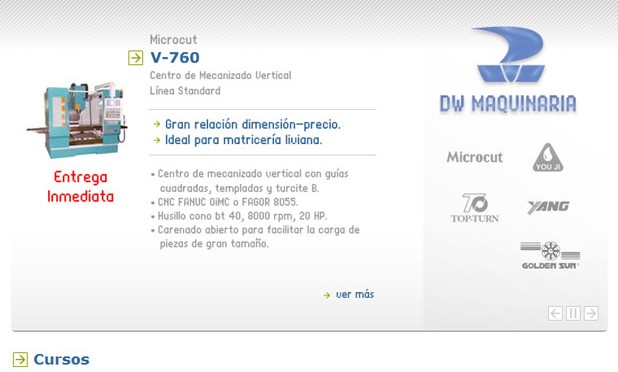 Microcut
V-760
Centro de Mecanizado Vertical
Línea Standard
Gran relación dimensión-precio.
Ideal para matricería liviana.
Entrega
Inmediata
• Centro de mecanizado vertical con guías
cuadradas, templadas y turcite B.
• CNC FANUC 0iMC o FAGOR 8055.
• Husillo cono bt 40, 8000 rpm, 20 HP.
• Carenado abierto para facilitar la carga de
piezas de gran tamaño.
ver más
DW MAQUINARIA
Microcut
YOU JI
TOP-TURN
YANG
GOLDEN SUN
Cursos